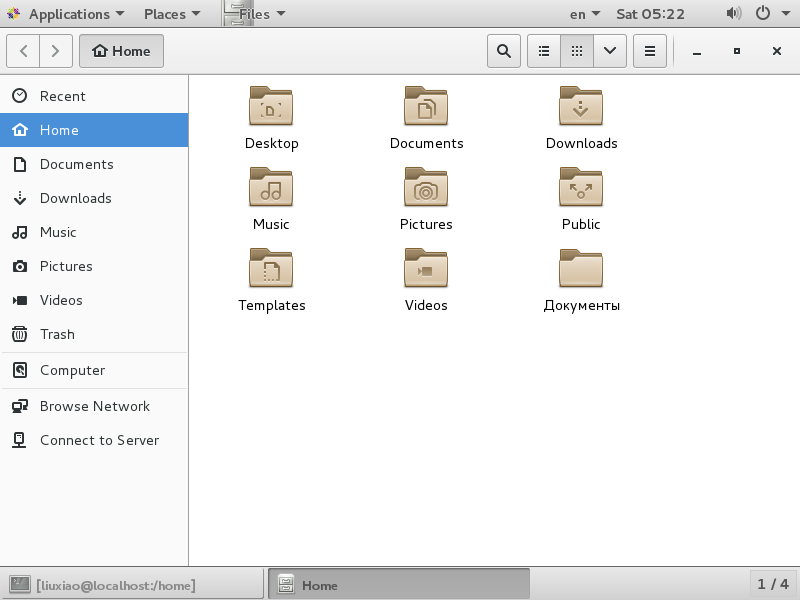 Applications Places Files en Sat 05:22
Home
Recent
Home
Documents
Downloads
Music
Pictures
Videos
Trash
Computer
Browse Network
Connect to Server
Desktop Documents Downloads
Music Pictures Public
Templates Videos Документы
[liuxiao@localhost:/home] Home 1 / 4